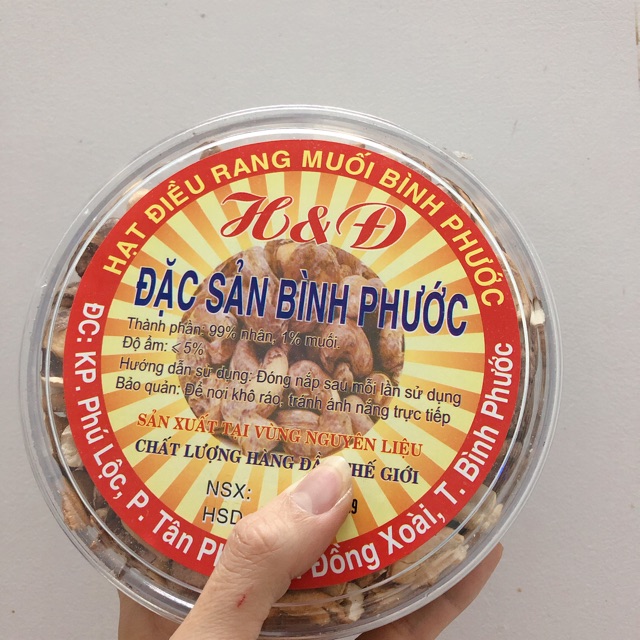 HẠT ĐIỀU RANG MUỐI BÌNH PHƯỚC
H&Đ
ĐẶC SẢN BÌNH PHƯỚC
Thành phần: 99% nhân, 1% muối.
Độ ẩm: < 5%
Hướng dẫn sử dụng: Đóng nắp sau mỗi lần sử dụng
Bảo quản: Để nơi khô ráo, tránh ánh nắng trực tiếp
SẢN XUẤT TẠI VÙNG NGUYÊN LIỆU
CHẤT LƯỢNG HÀNG ĐẦU THẾ GIỚI
NSX:
HSD
g
ĐC: KP. Phú Lộc, P. Tân Đồng Xoài, T. Bình Phước